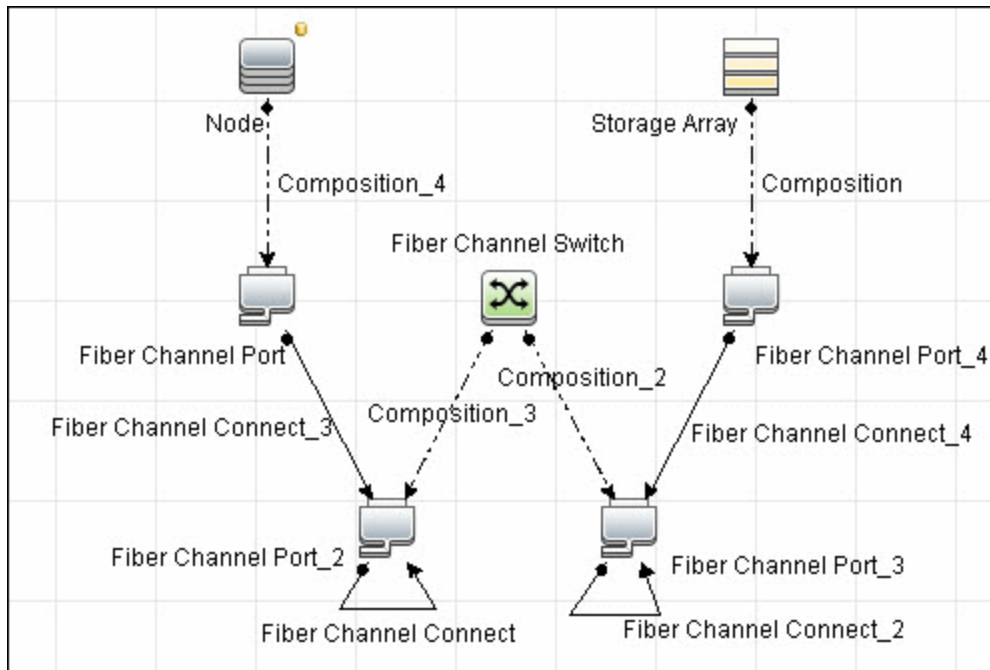 Node
Storage Array
Composition_4
Composition
Fiber Channel Switch
Fiber Channel Port
Fiber Channel Port_4
Composition_2
Composition_3
Fiber Channel Connect_3
Fiber Channel Connect_4
Fiber Channel Port_2
Fiber Channel Port_3
Fiber Channel Connect
Fiber Channel Connect_2